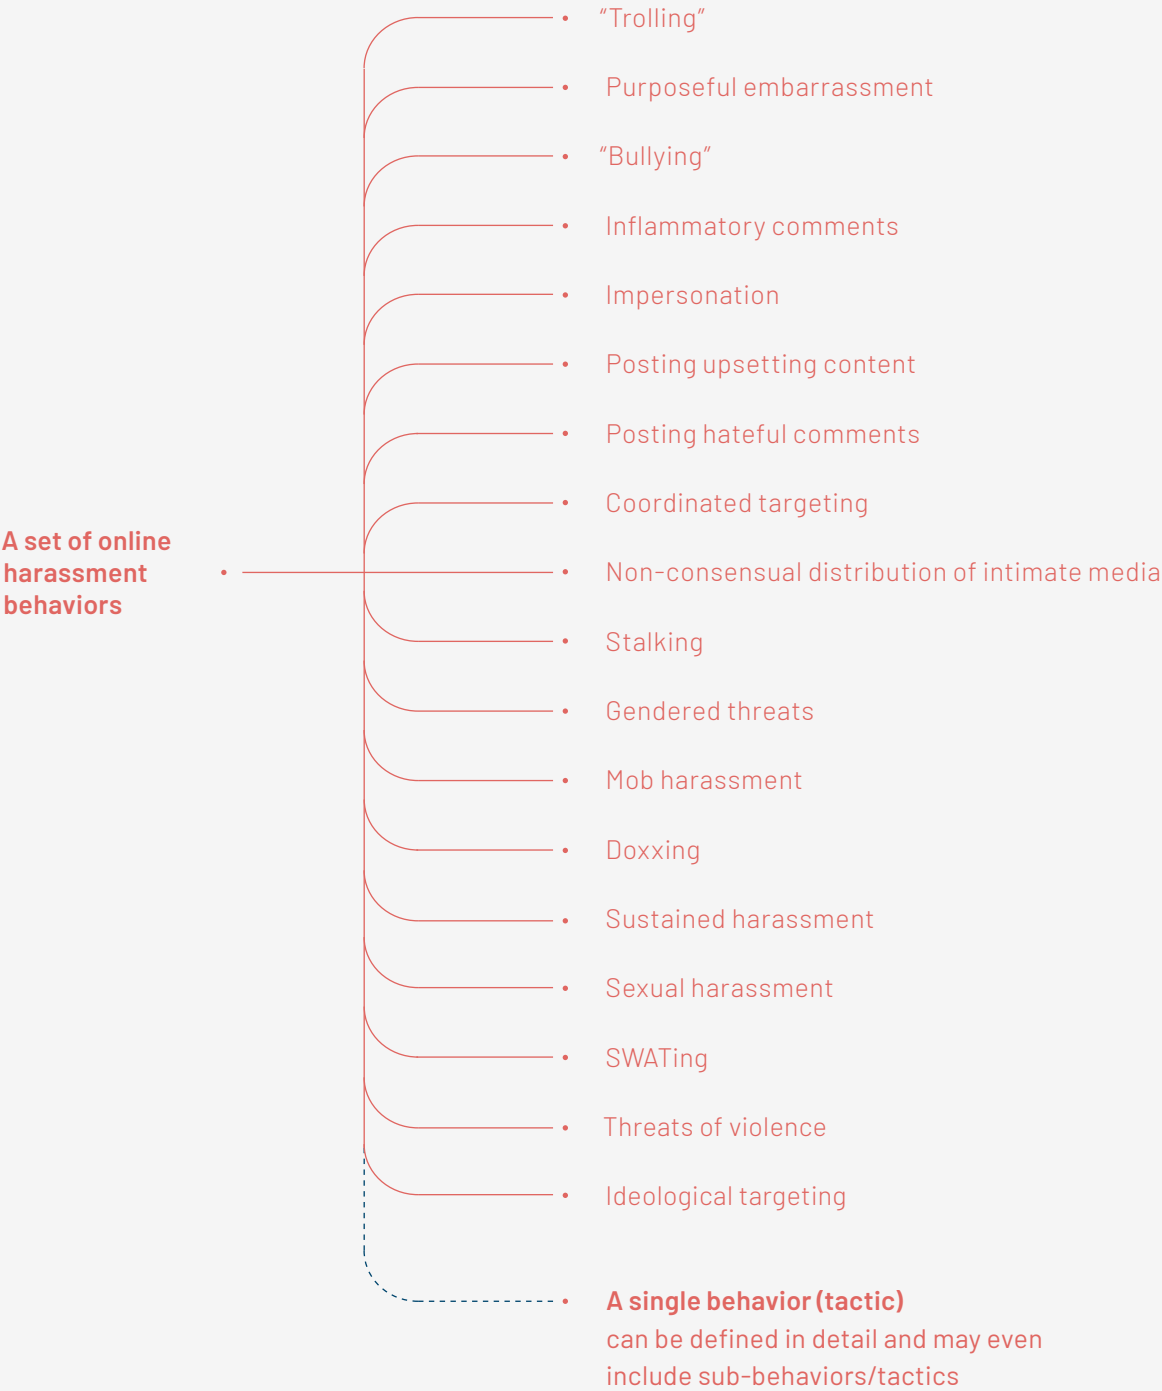 “Trolling”
Purposeful embarrassment
“Bullying”
Inflammatory comments
Impersonation
Posting upsetting content
Posting hateful comments
Coordinated targeting
A set of online
harassment
behaviors
Non-consensual distribution of intimate media
Stalking
Gendered threats
Mob harassment
Doxxing
Sustained harassment
Sexual harassment
SWATing
Threats of violence
Ideological targeting
A single behavior (tactic)
can be defined in detail and may even
include sub-behaviors/tactics